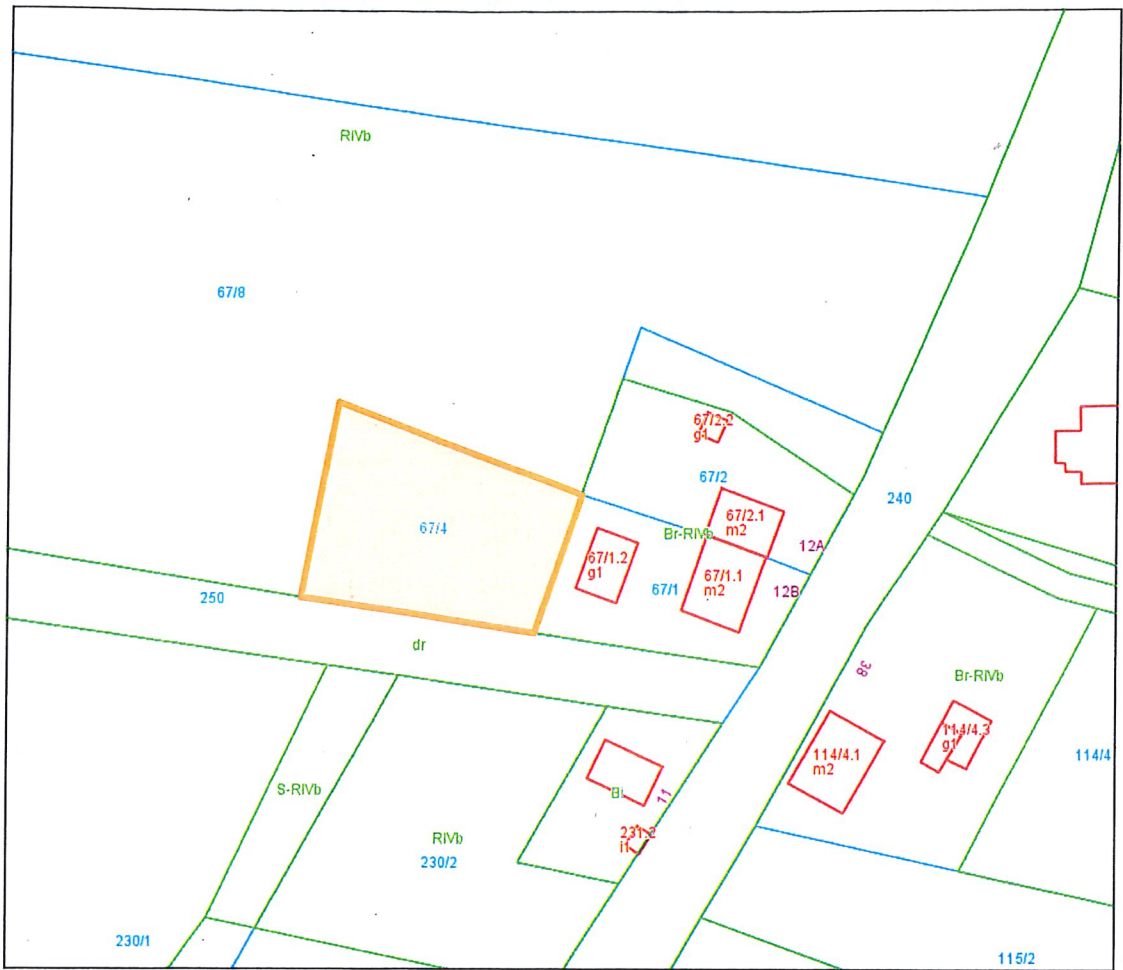 RIVb
67/8
67/2.2
g1
67/2
67/4
67/2.1
m2
240
Br-RIVb
12A
67/1.2
g1
67/1.1
m2
67/1
12B
250
dr
38
Br-RIVb
114/4.3
g1
114/4.1
m2
114/4
S-RIVb
Bi
11
231.2
i1
RIVb
230/2
230/1
115/2